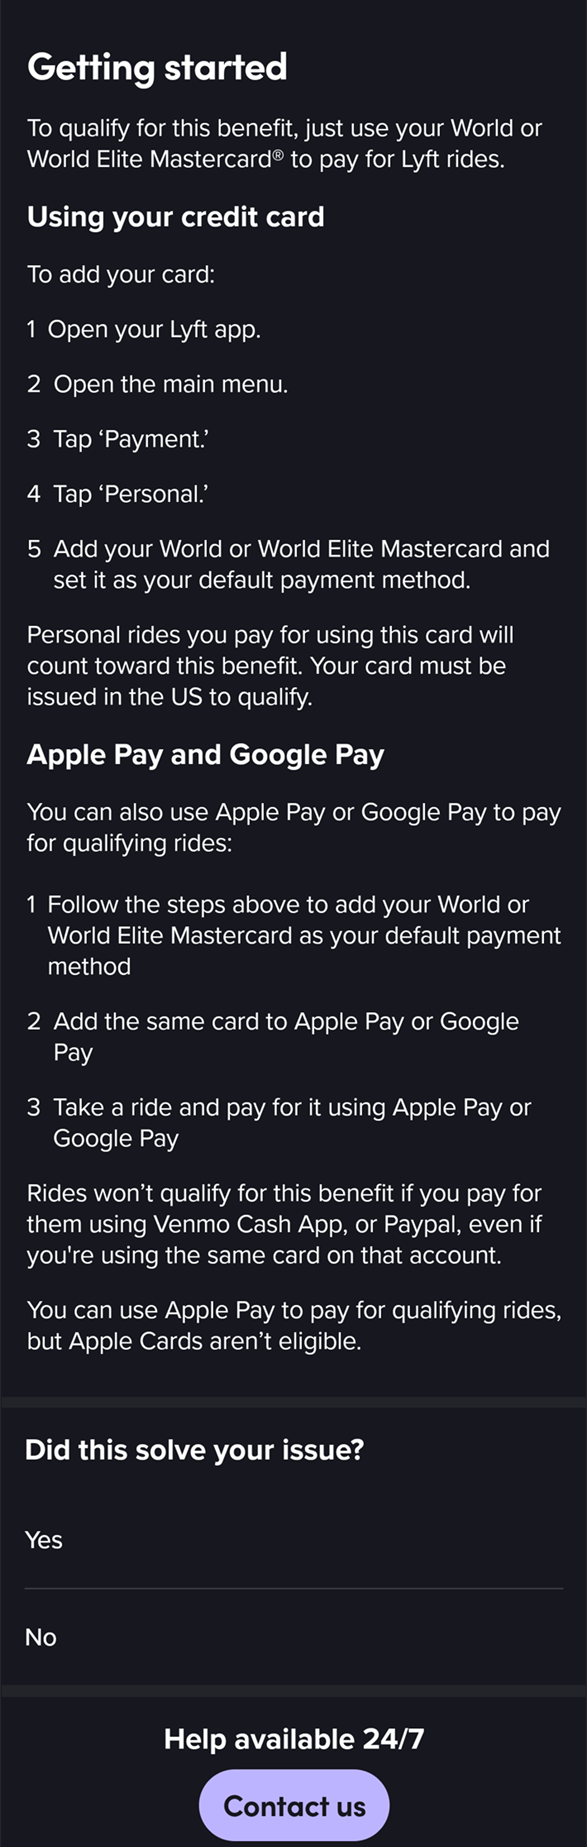 Getting started
To qualify for this benefit, just use your World or
World Elite Mastercard® to pay for Lyft rides.
Using your credit card
To add your card:
1 Open your Lyft app.
2 Open the main menu.
3 Tap ‘Payment.’
4 Tap ‘Personal.’
5 Add your World or World Elite Mastercard and
set it as your default payment method.
Personal rides you pay for using this card will
count toward this benefit. Your card must be
issued in the US to qualify.
Apple Pay and Google Pay
You can also use Apple Pay or Google Pay to pay
for qualifying rides:
1 Follow the steps above to add your World or
World Elite Mastercard as your default payment
method
2 Add the same card to Apple Pay or Google
Pay
3 Take a ride and pay for it using Apple Pay or
Google Pay
Rides won’t qualify for this benefit if you pay for
them using Venmo Cash App, or Paypal, even if
you're using the same card on that account.
You can use Apple Pay to pay for qualifying rides,
but Apple Cards aren’t eligible.
Did this solve your issue?
Yes
No
Help available 24/7
Contact us